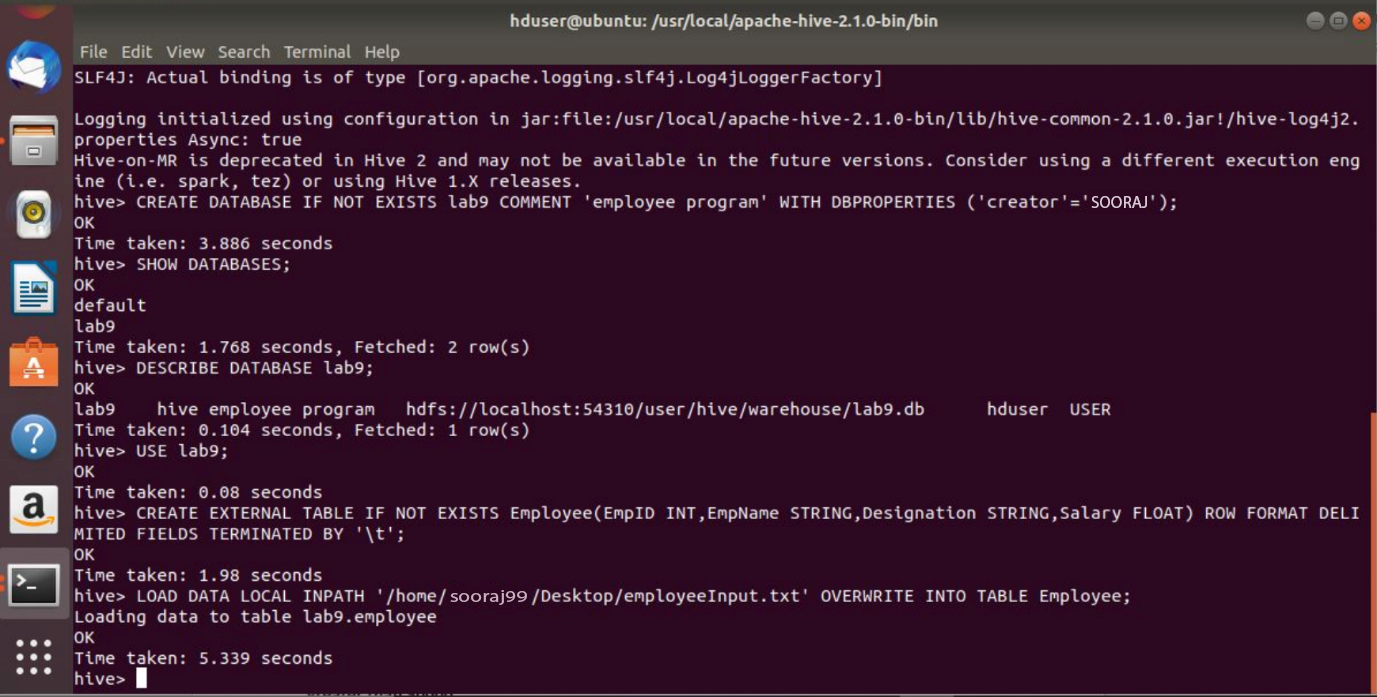 hduser@ubuntu: /usr/local/apache-hive-2.1.0-bin/bin
File Edit View Search Terminal Help
SLF4J: Actual binding is of type [org.apache.logging.slf4j.Log4jLoggerFactory]
Logging initialized using configuration in jar:file:/usr/local/apache-hive-2.1.0-bin/lib/hive-common-2.1.0.jar!/hive-log4j2.
properties Async: true
Hive-on-MR is deprecated in Hive 2 and may not be available in the future versions. Consider using a different execution eng
ine (i.e. spark, tez) or using Hive 1.X releases.
hive> CREATE DATABASE IF NOT EXISTS lab9 COMMENT 'employee program' WITH DBPROPERTIES ('creator'='SOORAJ');
OK
Time taken: 3.886 seconds
hive> SHOW DATABASES;
OK
default
lab9
Time taken: 1.768 seconds, Fetched: 2 row(s)
hive> DESCRIBE DATABASE lab9;
OK
lab9 hive employee program hdfs://localhost:54310/user/hive/warehouse/lab9.db hduser USER
Time taken: 0.104 seconds, Fetched: 1 row(s)
hive> USE lab9;
OK
Time taken: 0.08 seconds
hive> CREATE EXTERNAL TABLE IF NOT EXISTS Employee(EmpID INT,EmpName STRING,Designation STRING,Salary FLOAT) ROW FORMAT DELI
MITED FIELDS TERMINATED BY '\t';
OK
Time taken: 1.98 seconds
hive> LOAD DATA LOCAL INPATH '/home/sooraj99/Desktop/employeeInput.txt' OVERWRITE INTO TABLE Employee;
Loading data to table lab9.employee
OK
Time taken: 5.339 seconds
hive>